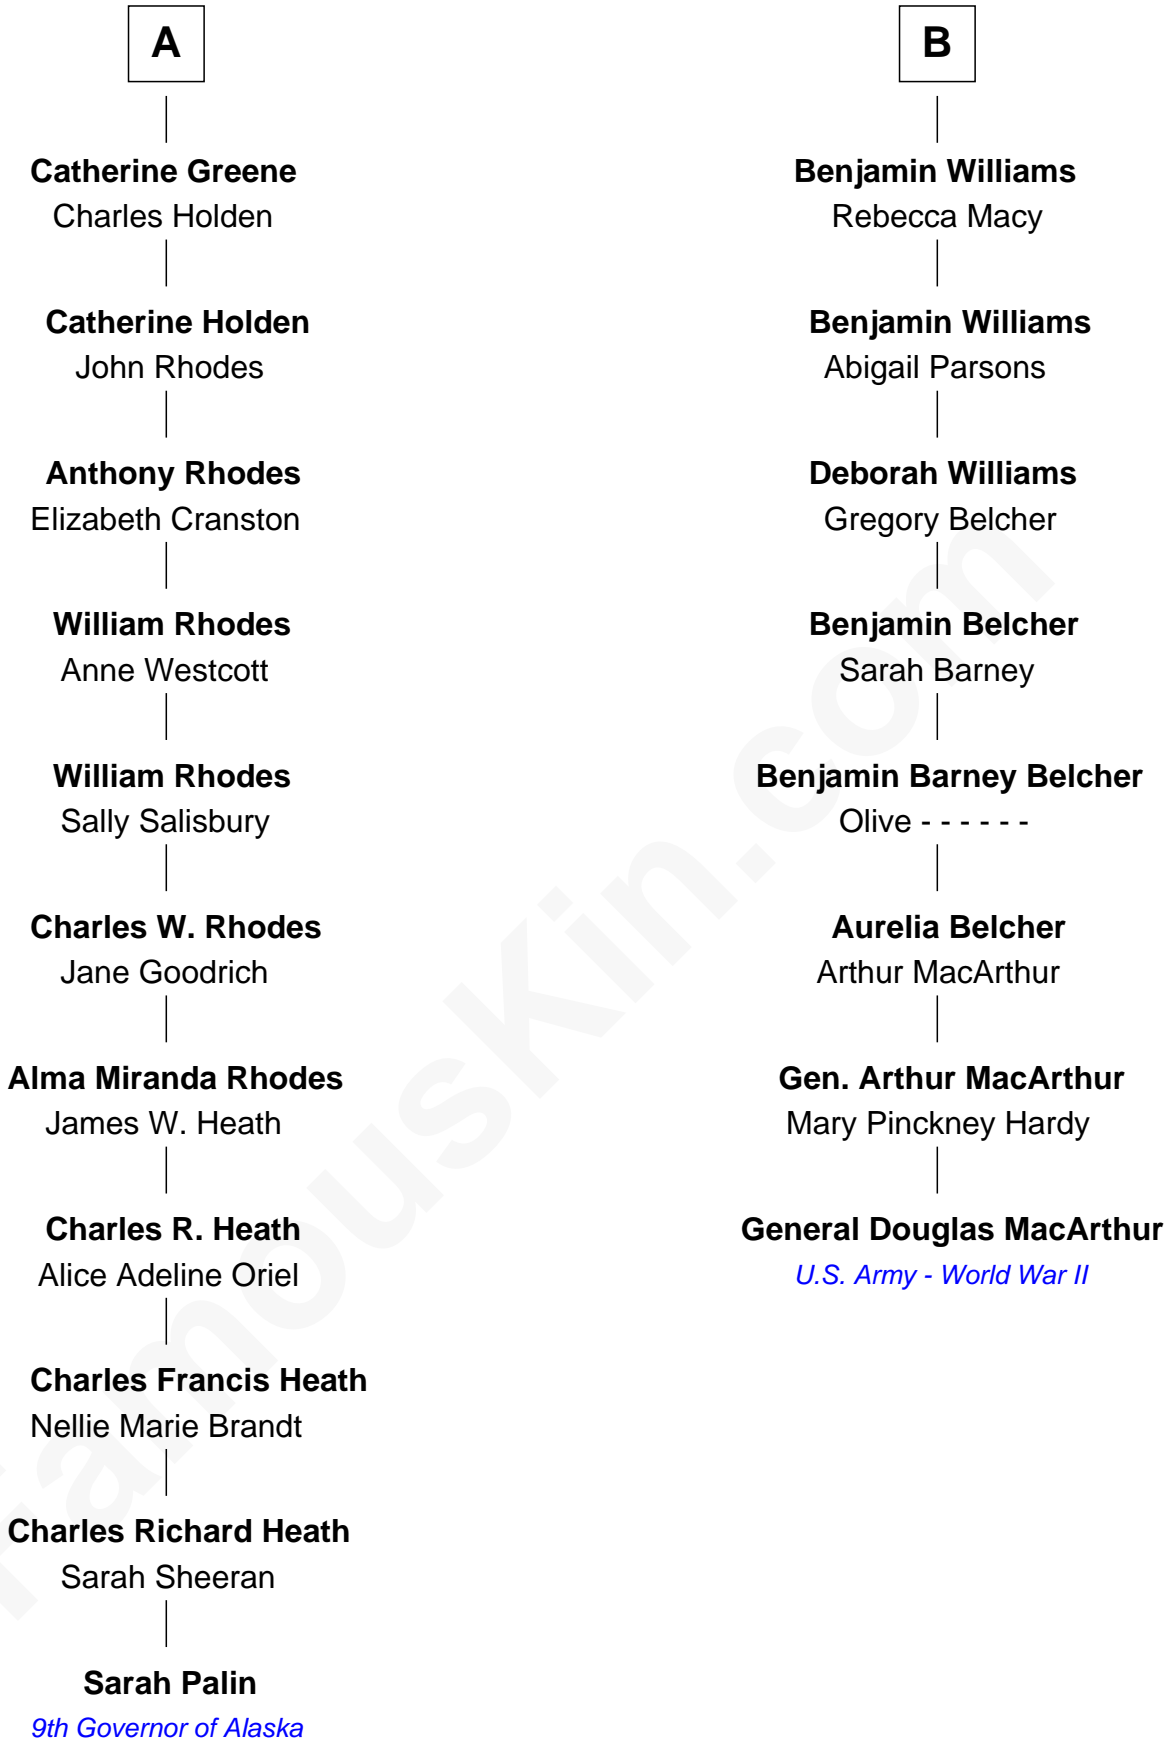 A
Catherine Greene
Charles Holden
Catherine Holden
John Rhodes
Anthony Rhodes
Elizabeth Cranston
William Rhodes
Anne Westcott
William Rhodes
Sally Salisbury
Charles W. Rhodes
Jane Goodrich
Alma Miranda Rhodes
James W. Heath
Charles R. Heath
Alice Adeline Oriel
Charles Francis Heath
Nellie Marie Brandt
Charles Richard Heath
Sarah Sheeran
Sarah Palin
9th Governor of Alaska
B
Benjamin Williams
Rebecca Macy
Benjamin Williams
Abigail Parsons
Deborah Williams
Gregory Belcher
Benjamin Belcher
Sarah Barney
Benjamin Barney Belcher
Olive - - - - - -
Aurelia Belcher
Arthur MacArthur
Gen. Arthur MacArthur
Mary Pinckney Hardy
General Douglas MacArthur
U.S. Army - World War II
FamousKin.com